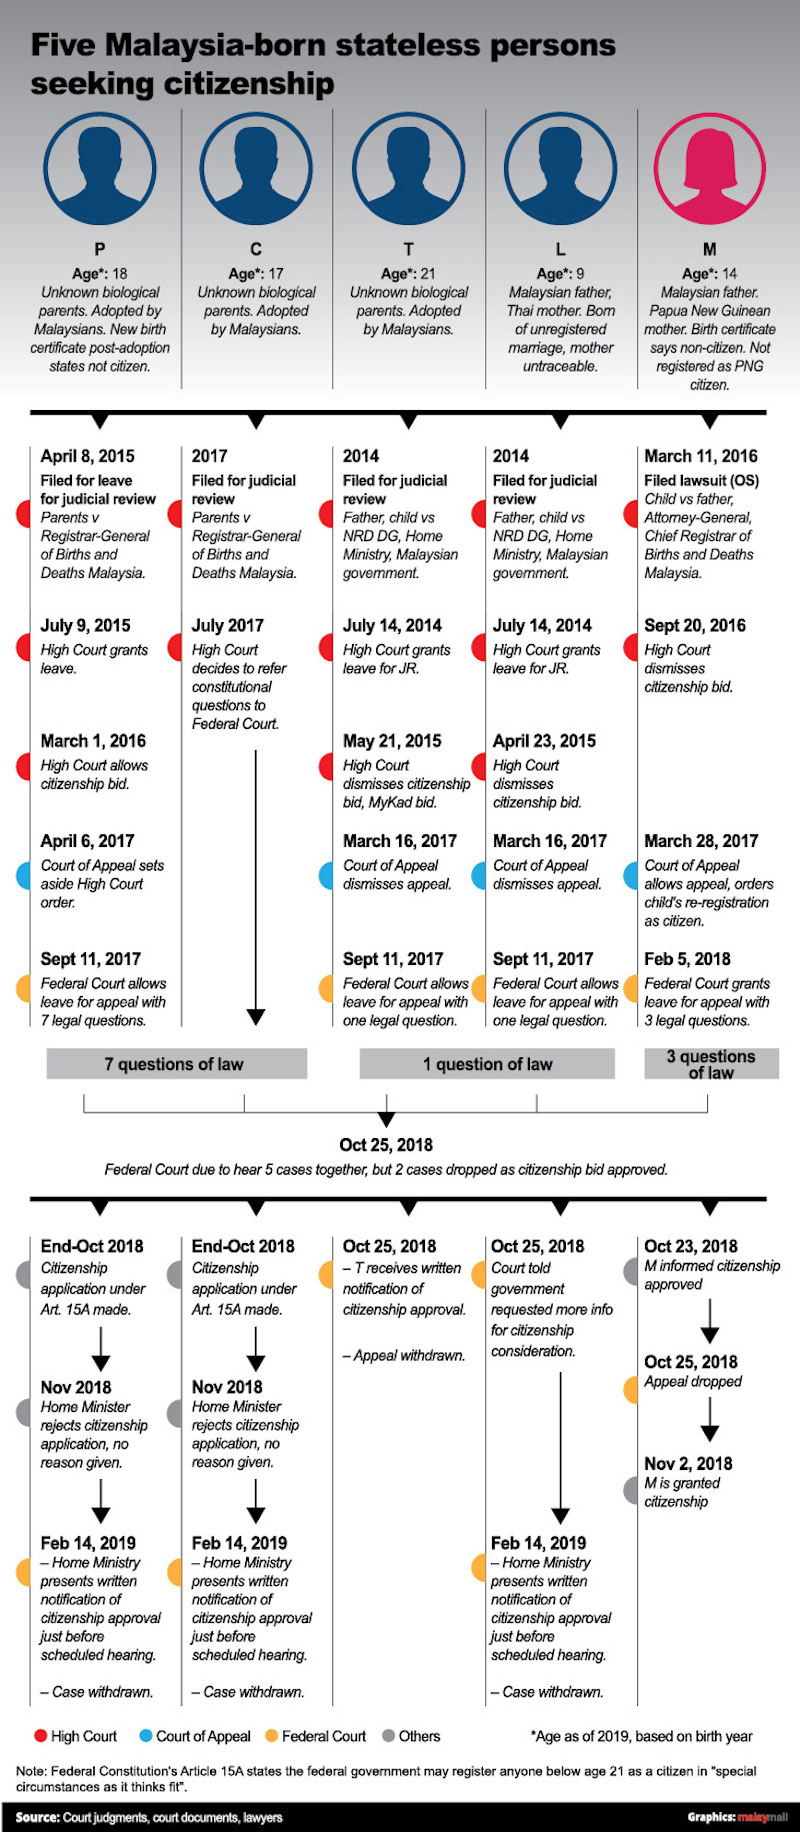 Five Malaysia-born stateless persons
seeking citizenship
P
Age*: 18
Unknown biological
parents. Adopted by
Malaysians. New birth
certificate post-adoption
states not citizen.
C
Age*: 17
Unknown biological
parents. Adopted
by Malaysians.
T
Age*: 21
Unknown biological
parents. Adopted
by Malaysians.
L
Age*: 9
Malaysian father,
Thai mother. Born
of unregistered
marriage, mother
untraceable.
M
Age*: 14
Malaysian father.
Papua New Guinean
mother. Birth certificate
says non-citizen. Not
registered as PNG
citizen.
April 8, 2015
Filed for leave
for judicial review
Parents v
Registrar-General
of Births and
Deaths Malaysia.
July 9, 2015
High Court grants
leave.
March 1, 2016
High Court allows
citizenship bid.
April 6, 2017
Court of Appeal sets
aside High Court
order.
Sept 11, 2017
Federal Court allows
leave for appeal with
7 legal questions.
2017
Filed for judicial
review
Parents v
Registrar-General
of Births and
Deaths Malaysia.
July 2017
High Court
decides to refer
constitutional
questions to
Federal Court.
2014
Filed for judicial
review
Father, child vs
NRD DG, Home
Ministry, Malaysian
government.
July 14, 2014
High Court grants
leave for JR.
May 21, 2015
High Court
dismisses citizenship
bid, MyKad bid.
March 16, 2017
Court of Appeal
dismisses appeal.
Sept 11, 2017
Federal Court allows
leave for appeal with
one legal question.
2014
Filed for judicial
review
Father, child vs
NRD DG, Home
Ministry, Malaysian
government.
July 14, 2014
High Court grants
leave for JR.
April 23, 2015
High Court
dismisses
citizenship bid.
March 16, 2017
Court of Appeal
dismisses appeal.
Sept 11, 2017
Federal Court allows
leave for appeal with
one legal question.
March 11, 2016
Filed lawsuit (OS)
Child vs father,
Attorney-General,
Chief Registrar of
Births and Deaths
Malaysia.
Sept 20, 2016
High Court
dismisses
citizenship bid.
March 28, 2017
Court of Appeal
allows appeal, orders
child's re-registration
as citizen.
Feb 5, 2018
Federal Court grants
leave for appeal with
3 legal questions.
7 questions of law
1 question of law
3 questions
of law
Oct 25, 2018
Federal Court due to hear 5 cases together, but 2 cases dropped as citizenship bid approved.
End-Oct 2018
Citizenship
application under
Art. 15A made.
Nov 2018
Home Minister
rejects citizenship
application, no
reason given.
Feb 14, 2019
– Home Ministry
presents written
notification of
citizenship approval
just before
scheduled hearing.
– Case withdrawn.
End-Oct 2018
Citizenship
application under
Art. 15A made.
Nov 2018
Home Minister
rejects citizenship
application, no
reason given.
Feb 14, 2019
– Home Ministry
presents written
notification of
citizenship approval
just before
scheduled hearing.
– Case withdrawn.
Oct 25, 2018
– T receives written
notification of
citizenship approval.
– Appeal withdrawn.
Oct 25, 2018
Court told
government
requested more info
for citizenship
consideration.
Feb 14, 2019
– Home Ministry
presents written
notification of
citizenship approval
just before
scheduled hearing.
– Case withdrawn.
Oct 23, 2018
M informed citizenship
approved
Oct 25, 2018
Appeal dropped
Nov 2, 2018
M is granted
citizenship
High Court
Court of Appeal
Federal Court
Others
*Age as of 2019, based on birth year
Note: Federal Constitution's Article 15A states the federal government may register anyone below age 21 as a citizen in "special
circumstances as it thinks fit".
Source: Court judgments, court documents, lawyers
Graphics: malaymail